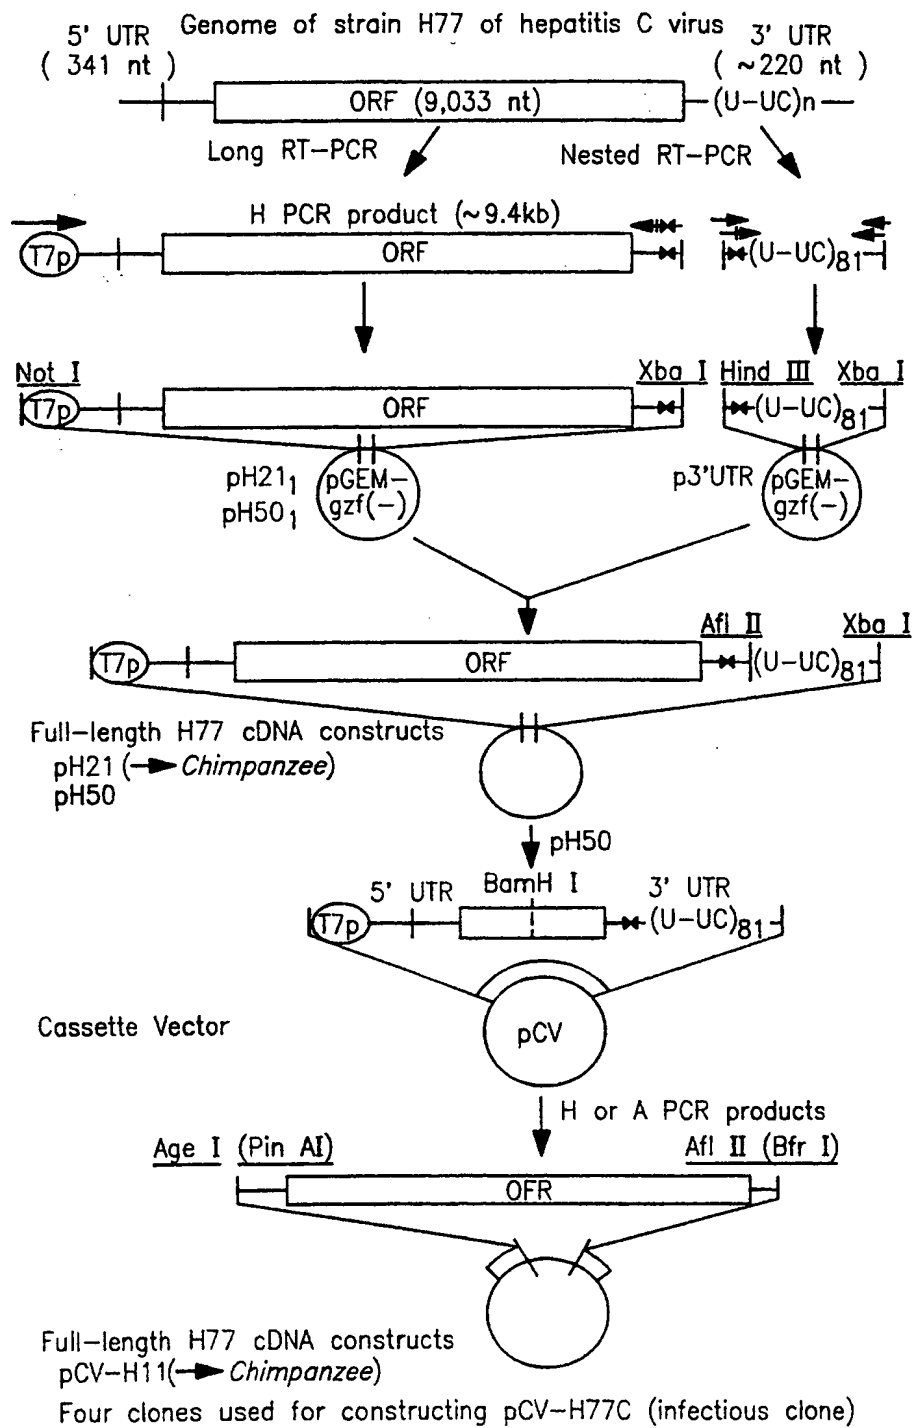 Genome of strain H77 of hepatitis C virus
5' UTR
( 341 nt )
3' UTR
( ~220 nt )
ORF (9,033 nt)
(U-UC)n
Long RT-PCR
Nested RT-PCR
H PCR product (~9.4kb)
T7p
ORF
(U-UC)81
Not I
Xba I
Hind III
Xba I
T7p
ORF
(U-UC)81
pH211
pH501
pGEM-
gzf(-)
p3'UTR
pGEM-
gzf(-)
Afl II
Xba I
T7p
ORF
(U-UC)81
Full-length H77 cDNA constructs
pH21 (→ Chimpanzee)
pH50
pH50
5' UTR
BamH I
3' UTR
T7p
(U-UC)81
Cassette Vector
pCV
H or A PCR products
Age I (Pin AI)
Afl II (Bfr I)
OFR
Full-length H77 cDNA constructs
pCV-H11(→ Chimpanzee)
Four clones used for constructing pCV-H77C (infectious clone)